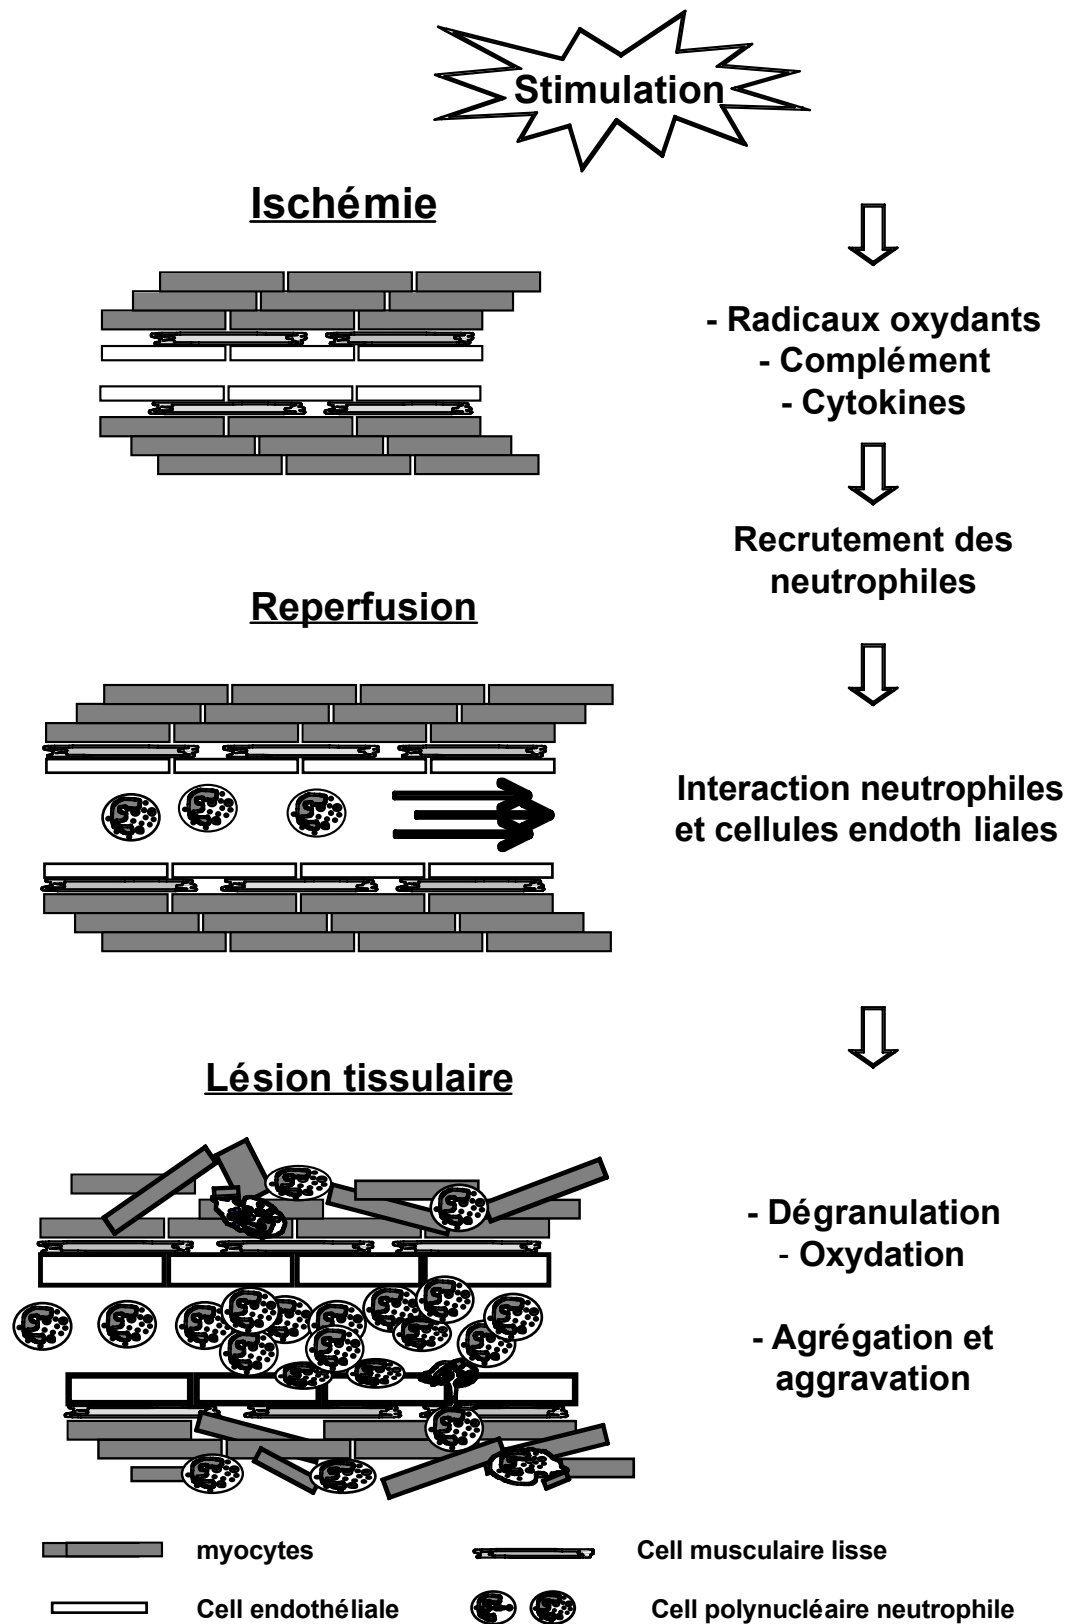 Stimulation
Ischémie
- Radicaux oxydants
- Complément
- Cytokines
Recrutement des
neutrophiles
Reperfusion
Interaction neutrophiles
et cellules endoth liales
Lésion tissulaire
- Dégranulation
- Oxydation
- Agrégation et
aggravation
myocytes
Cell musculaire lisse
Cell endothéliale
Cell polynucléaire neutrophile